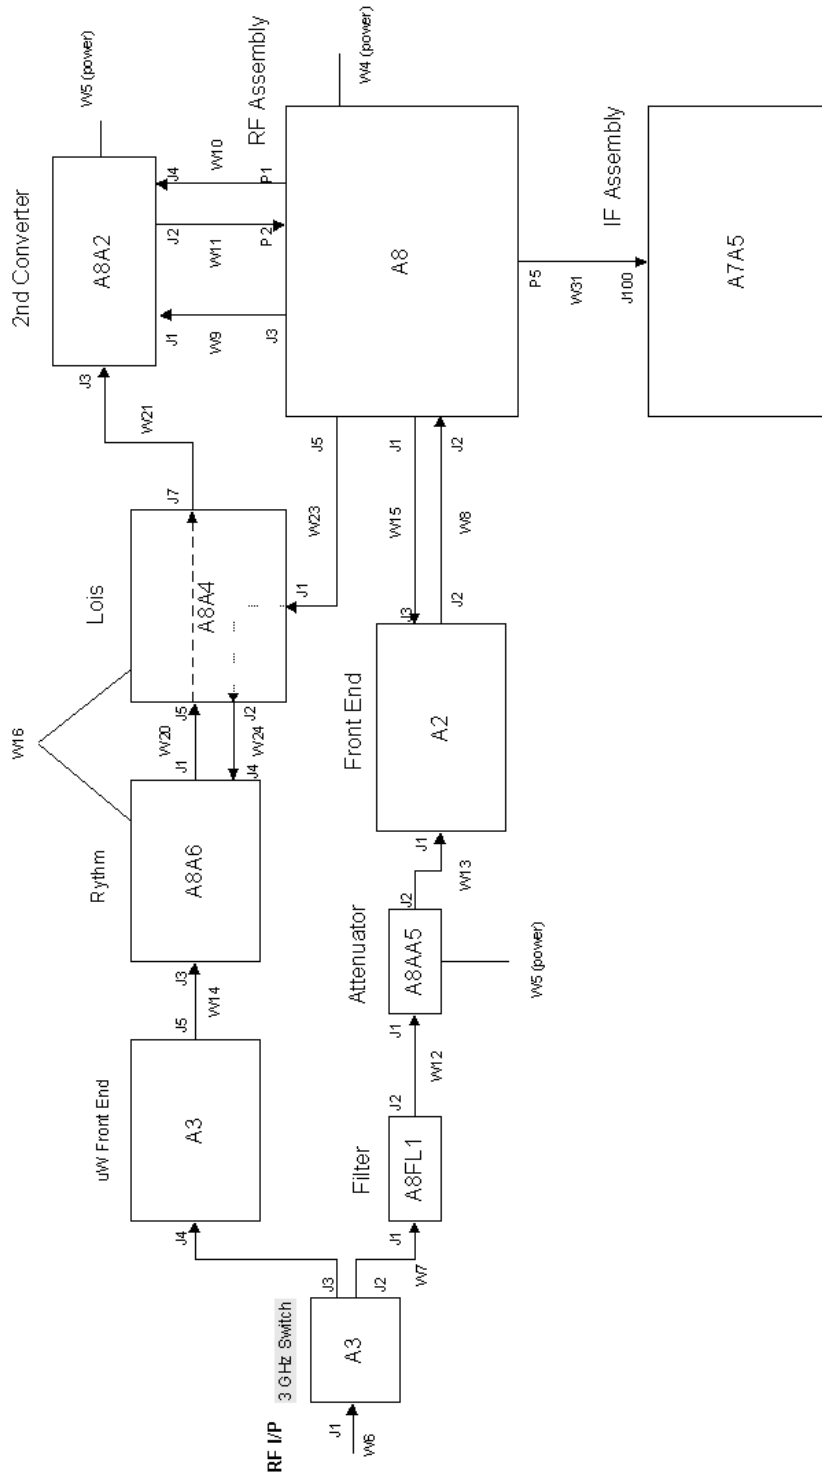 RF I/P
J1
W6
3 GHz Switch
A3
J3
J2
W7
J4
uW Front End
A3
J5
W14
J3
Rythm
A8A6
J1
W20
J5
J4
W24
J2
W16
Lois
A8A4
J7
W21
J3
J1
W23
J5
2nd Converter
A8A2
W5 (power)
J1
W9
J3
J2
W11
P2
J4
W10
P1
RF Assembly
A8
W4 (power)
J1
Filter
A8FL1
J2
W12
J1
Attenuator
A8AA5
W5 (power)
J2
W13
J1
Front End
A2
J3
W15
J1
J2
W8
J2
P5
W31
J100
IF Assembly
A7A5